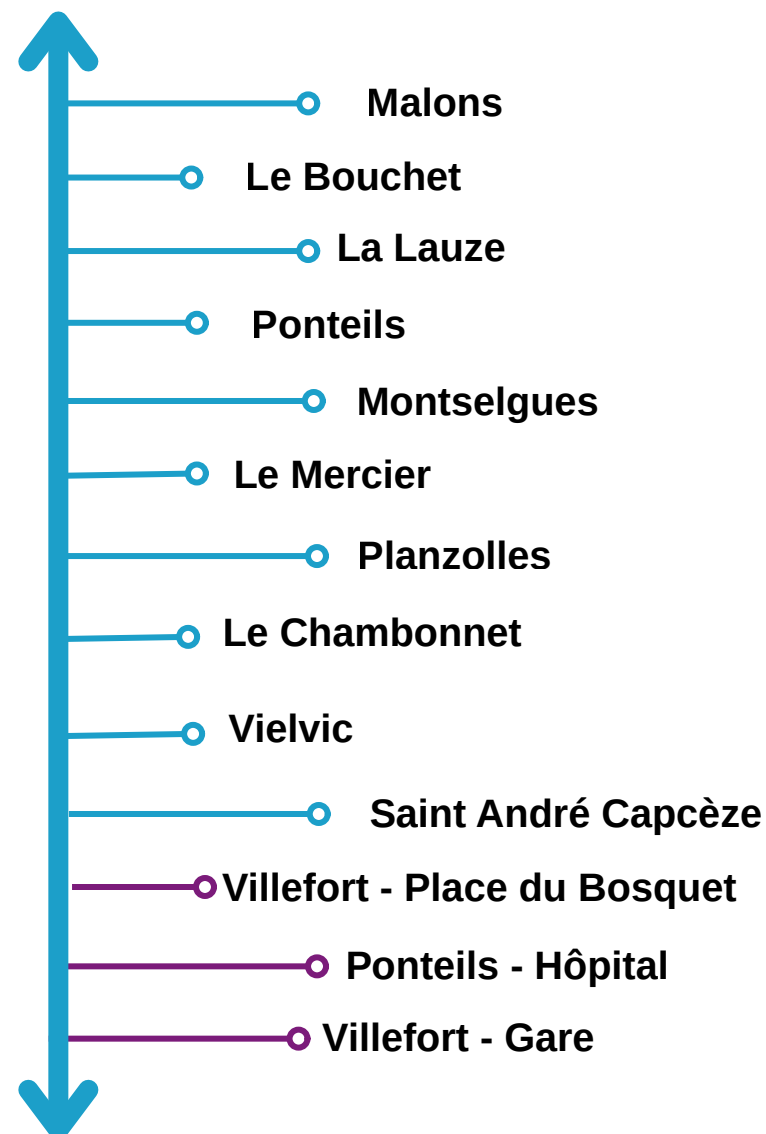 Malons
Le Bouchet
La Lauze
Ponteils
Montselgues
Le Mercier
Planzolles
Le Chambonnet
Vielvic
Saint André Capcèze
Villefort - Place du Bosquet
Ponteils - Hôpital
Villefort - Gare